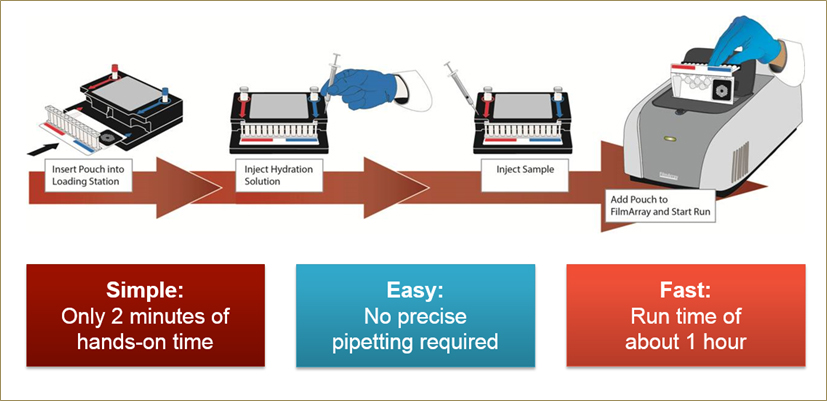 Insert Pouch into
Loading Station
Inject Hydration
Solution
Inject Sample
Add Pouch to
FilmArray and Start Run
Simple:
Only 2 minutes of
hands-on time
Easy:
No precise
pipetting required
Fast:
Run time of
about 1 hour